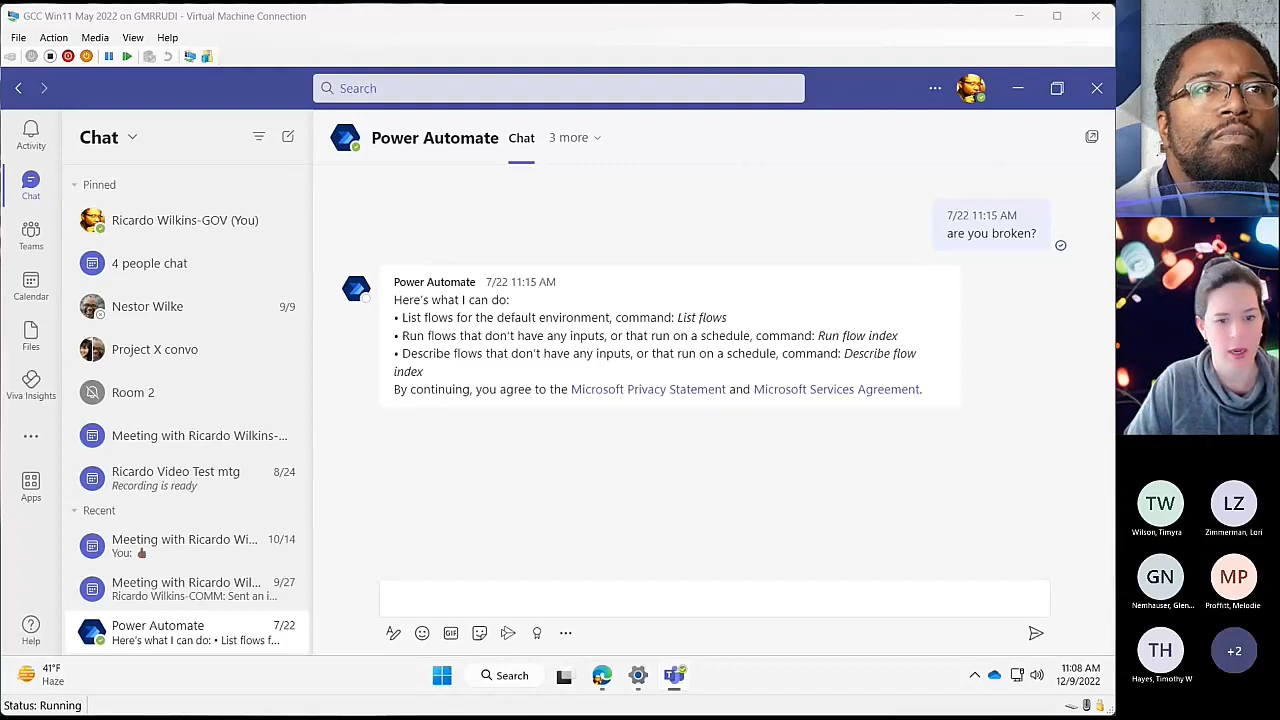 GCC Win11 May 2022 on GMRRUDI - Virtual Machine Connection
File Action Media View Help
Search
Activity
Chat
Teams
Calendar
Files
Viva Insights
Apps
Help
Chat
Pinned
Ricardo Wilkins-GOV (You)
4 people chat
Nestor Wilke 9/9
Project X convo
Room 2
Meeting with Ricardo Wilkins-...
Ricardo Video Test mtg 8/24
Recording is ready
Recent
Meeting with Ricardo Wi... 10/14
You:
Meeting with Ricardo Wil... 9/27
Ricardo Wilkins-COMM: Sent an i...
Power Automate 7/22
Here's what I can do: • List flows f...
Power Automate Chat 3 more
7/22 11:15 AM
are you broken?
Power Automate 7/22 11:15 AM
Here's what I can do:
• List flows for the default environment, command: List flows
• Run flows that don't have any inputs, or that run on a schedule, command: Run flow index
• Describe flows that don't have any inputs, or that run on a schedule, command: Describe flow
index
By continuing, you agree to the Microsoft Privacy Statement and Microsoft Services Agreement.
GIF
41°F
Haze
Search
11:08 AM
12/9/2022
Status: Running
TW
Wilson, Timyra
LZ
Zimmerman, Lori
GN
Nemhauser, Glen...
MP
Proffitt, Melodie
TH
Hayes, Timothy W
+2